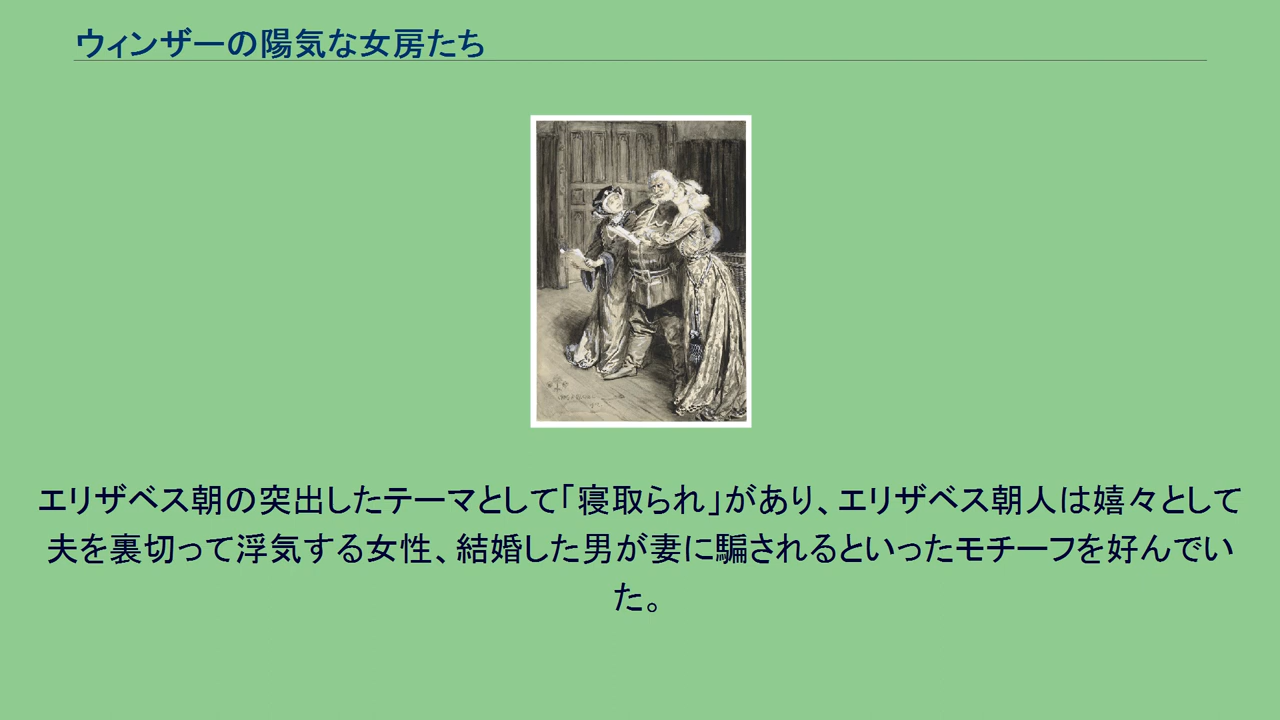 ウィンザーの陽気な女房たち
エリザベス朝の突出したテーマとして「寝取られ」があり、エリザベス朝人は嬉々として
夫を裏切って浮気する女性、結婚した男が妻に騙されるといったモチーフを好んでい
た。